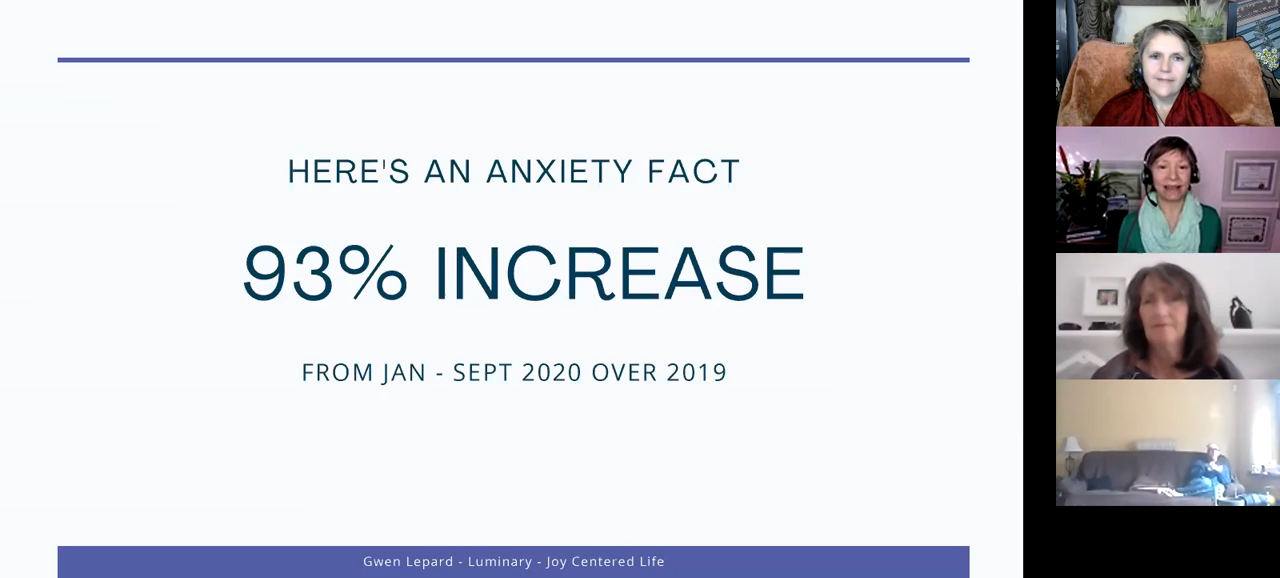 HERE'S AN ANXIETY FACT
93% INCREASE
FROM JAN - SEPT 2020 OVER 2019
Gwen Lepard - Luminary - Joy Centered Life